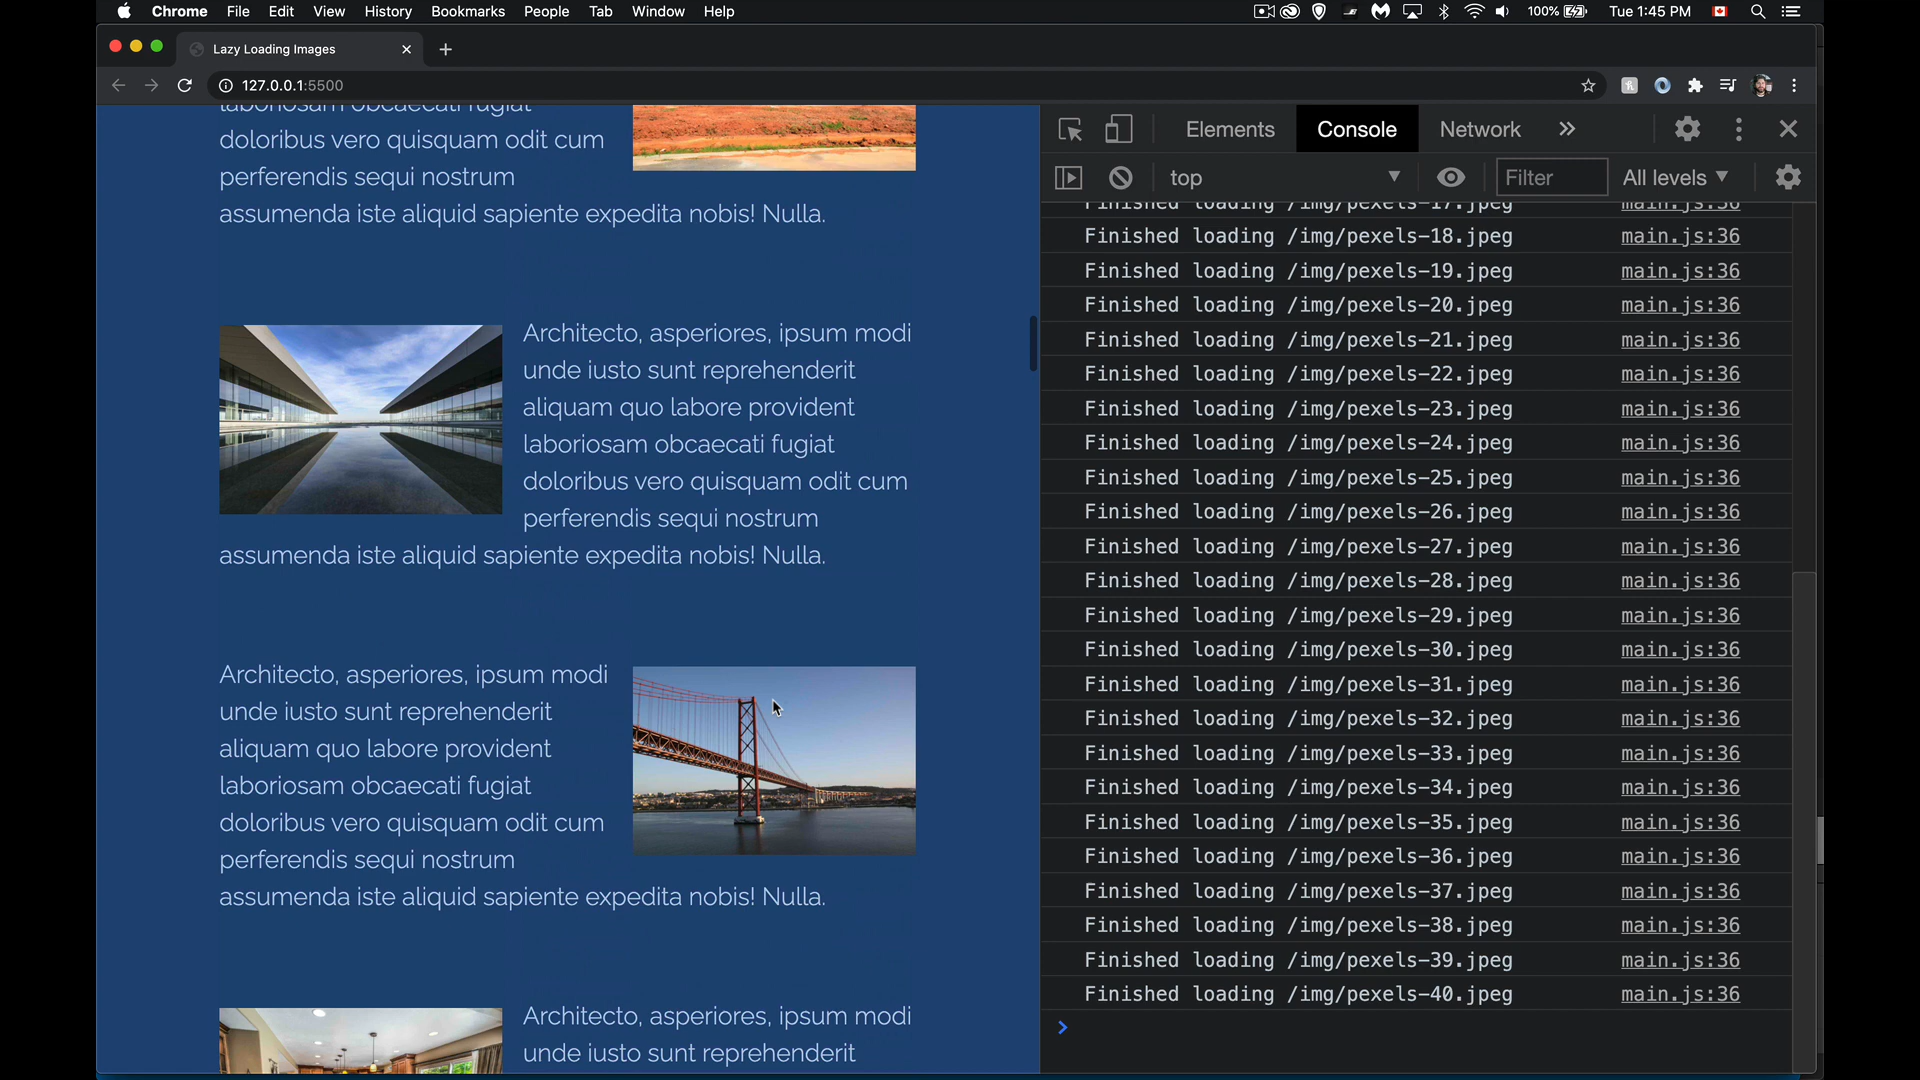 Chrome File Edit View History Bookmarks People Tab Window Help
100% Tue 1:45 PM
Lazy Loading Images
127.0.0.1:5500
laboriosam obcaecati fugiat
doloribus vero quisquam odit cum
perferendis sequi nostrum
assumenda iste aliquid sapiente expedita nobis! Nulla.
Architecto, asperiores, ipsum modi
unde iusto sunt reprehenderit
aliquam quo labore provident
laboriosam obcaecati fugiat
doloribus vero quisquam odit cum
perferendis sequi nostrum
assumenda iste aliquid sapiente expedita nobis! Nulla.
Architecto, asperiores, ipsum modi
unde iusto sunt reprehenderit
aliquam quo labore provident
laboriosam obcaecati fugiat
doloribus vero quisquam odit cum
perferendis sequi nostrum
assumenda iste aliquid sapiente expedita nobis! Nulla.
Architecto, asperiores, ipsum modi
unde iusto sunt reprehenderit
Elements Console Network
top Filter All levels
Finished loading /img/pexels-17.jpeg main.js:36
Finished loading /img/pexels-18.jpeg main.js:36
Finished loading /img/pexels-19.jpeg main.js:36
Finished loading /img/pexels-20.jpeg main.js:36
Finished loading /img/pexels-21.jpeg main.js:36
Finished loading /img/pexels-22.jpeg main.js:36
Finished loading /img/pexels-23.jpeg main.js:36
Finished loading /img/pexels-24.jpeg main.js:36
Finished loading /img/pexels-25.jpeg main.js:36
Finished loading /img/pexels-26.jpeg main.js:36
Finished loading /img/pexels-27.jpeg main.js:36
Finished loading /img/pexels-28.jpeg main.js:36
Finished loading /img/pexels-29.jpeg main.js:36
Finished loading /img/pexels-30.jpeg main.js:36
Finished loading /img/pexels-31.jpeg main.js:36
Finished loading /img/pexels-32.jpeg main.js:36
Finished loading /img/pexels-33.jpeg main.js:36
Finished loading /img/pexels-34.jpeg main.js:36
Finished loading /img/pexels-35.jpeg main.js:36
Finished loading /img/pexels-36.jpeg main.js:36
Finished loading /img/pexels-37.jpeg main.js:36
Finished loading /img/pexels-38.jpeg main.js:36
Finished loading /img/pexels-39.jpeg main.js:36
Finished loading /img/pexels-40.jpeg main.js:36